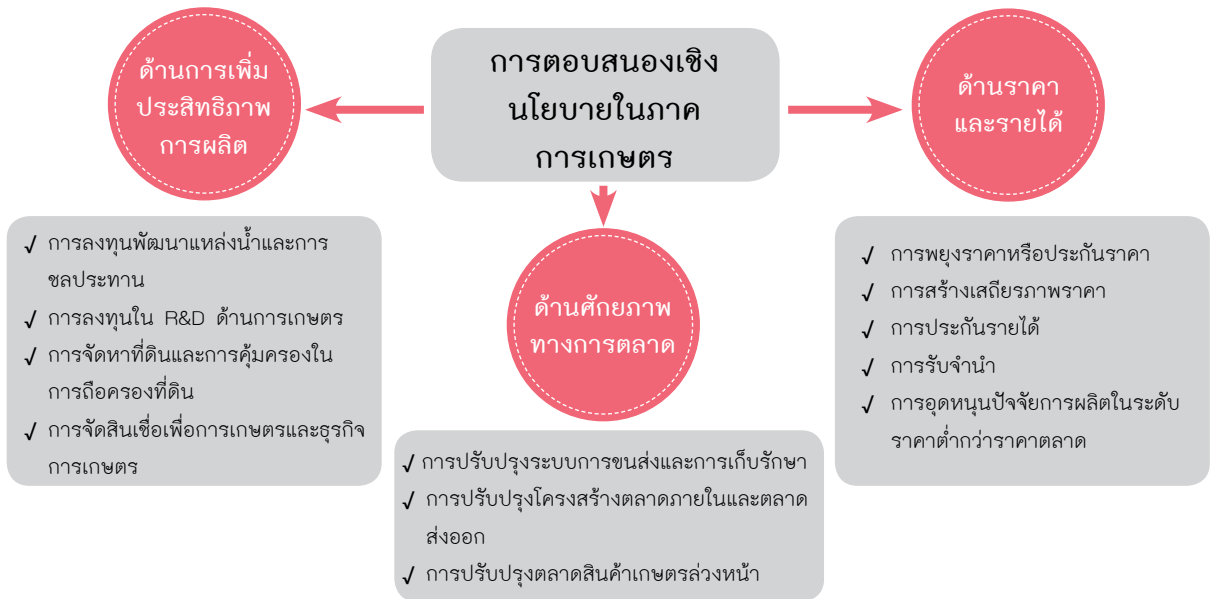 การตอบสนองเชิง
นโยบายในภาค
การเกษตร
ด้านการเพิ่ม
ประสิทธิภาพ
การผลิต
√ การลงทุนพัฒนาแหล่งน้ำและการ
ชลประทาน
√ การลงทุนใน R&D ด้านการเกษตร
√ การจัดหาที่ดินและการคุ้มครองใน
การถือครองที่ดิน
√ การจัดสินเชื่อเพื่อการเกษตรและธุรกิจ
การเกษตร
ด้านศักยภาพ
ทางการตลาด
√ การปรับปรุงระบบการขนส่งและการเก็บรักษา
√ การปรับปรุงโครงสร้างตลาดภายในและตลาด
ส่งออก
√ การปรับปรุงตลาดสินค้าเกษตรล่วงหน้า
ด้านราคา
และรายได้
√ การพยุงราคาหรือประกันราคา
√ การสร้างเสถียรภาพราคา
√ การประกันรายได้
√ การรับจำนำ
√ การอุดหนุนปัจจัยการผลิตในระดับ
ราคาต่ำกว่าราคาตลาด